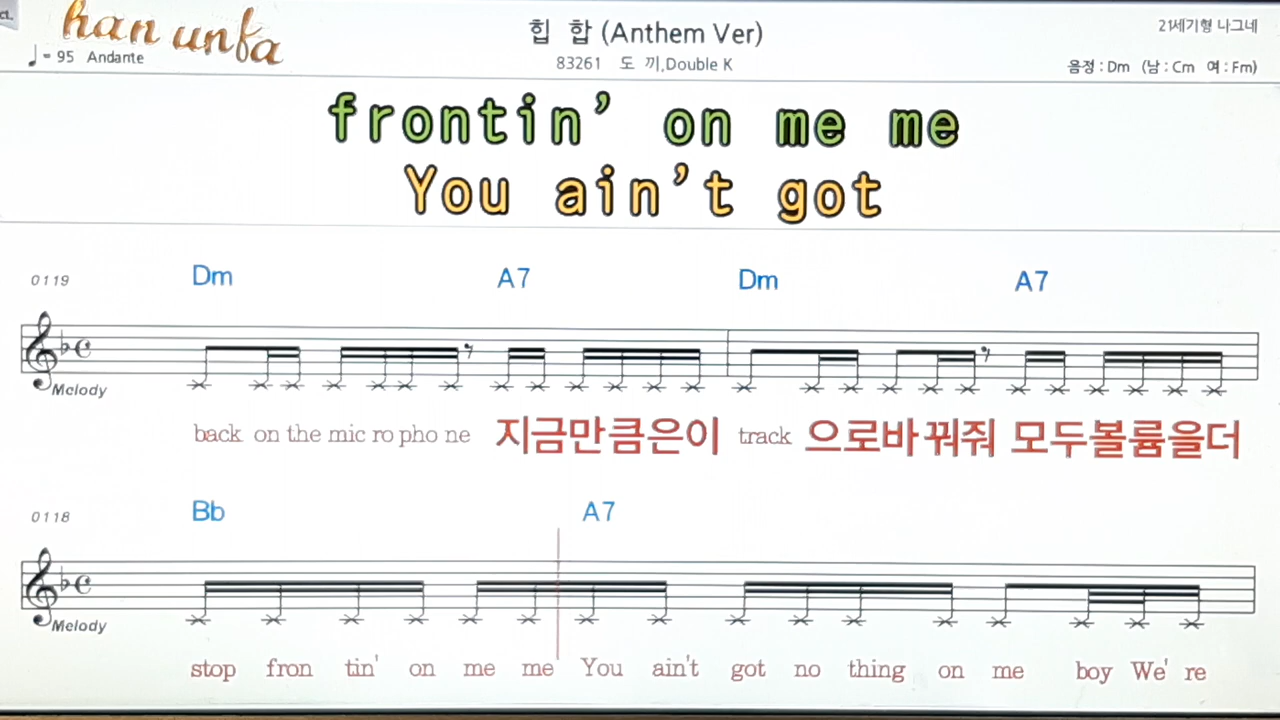 ct.
han unfa
♩= 95 Andante
힙 합 (Anthem Ver)
83261 도 끼,Double K
21세기형 나그네
음정 : Dm (남 : Cm 여 : Fm)
frontin' on me me
You ain't got
0119
Dm A7 Dm A7
Melody
back on the mic ro pho ne 지금만큼은이 track 으로바꿔줘 모두볼륨을더
0118
Bb A7
Melody
stop fron tin' on me me You ain't got no thing on me boy We' re